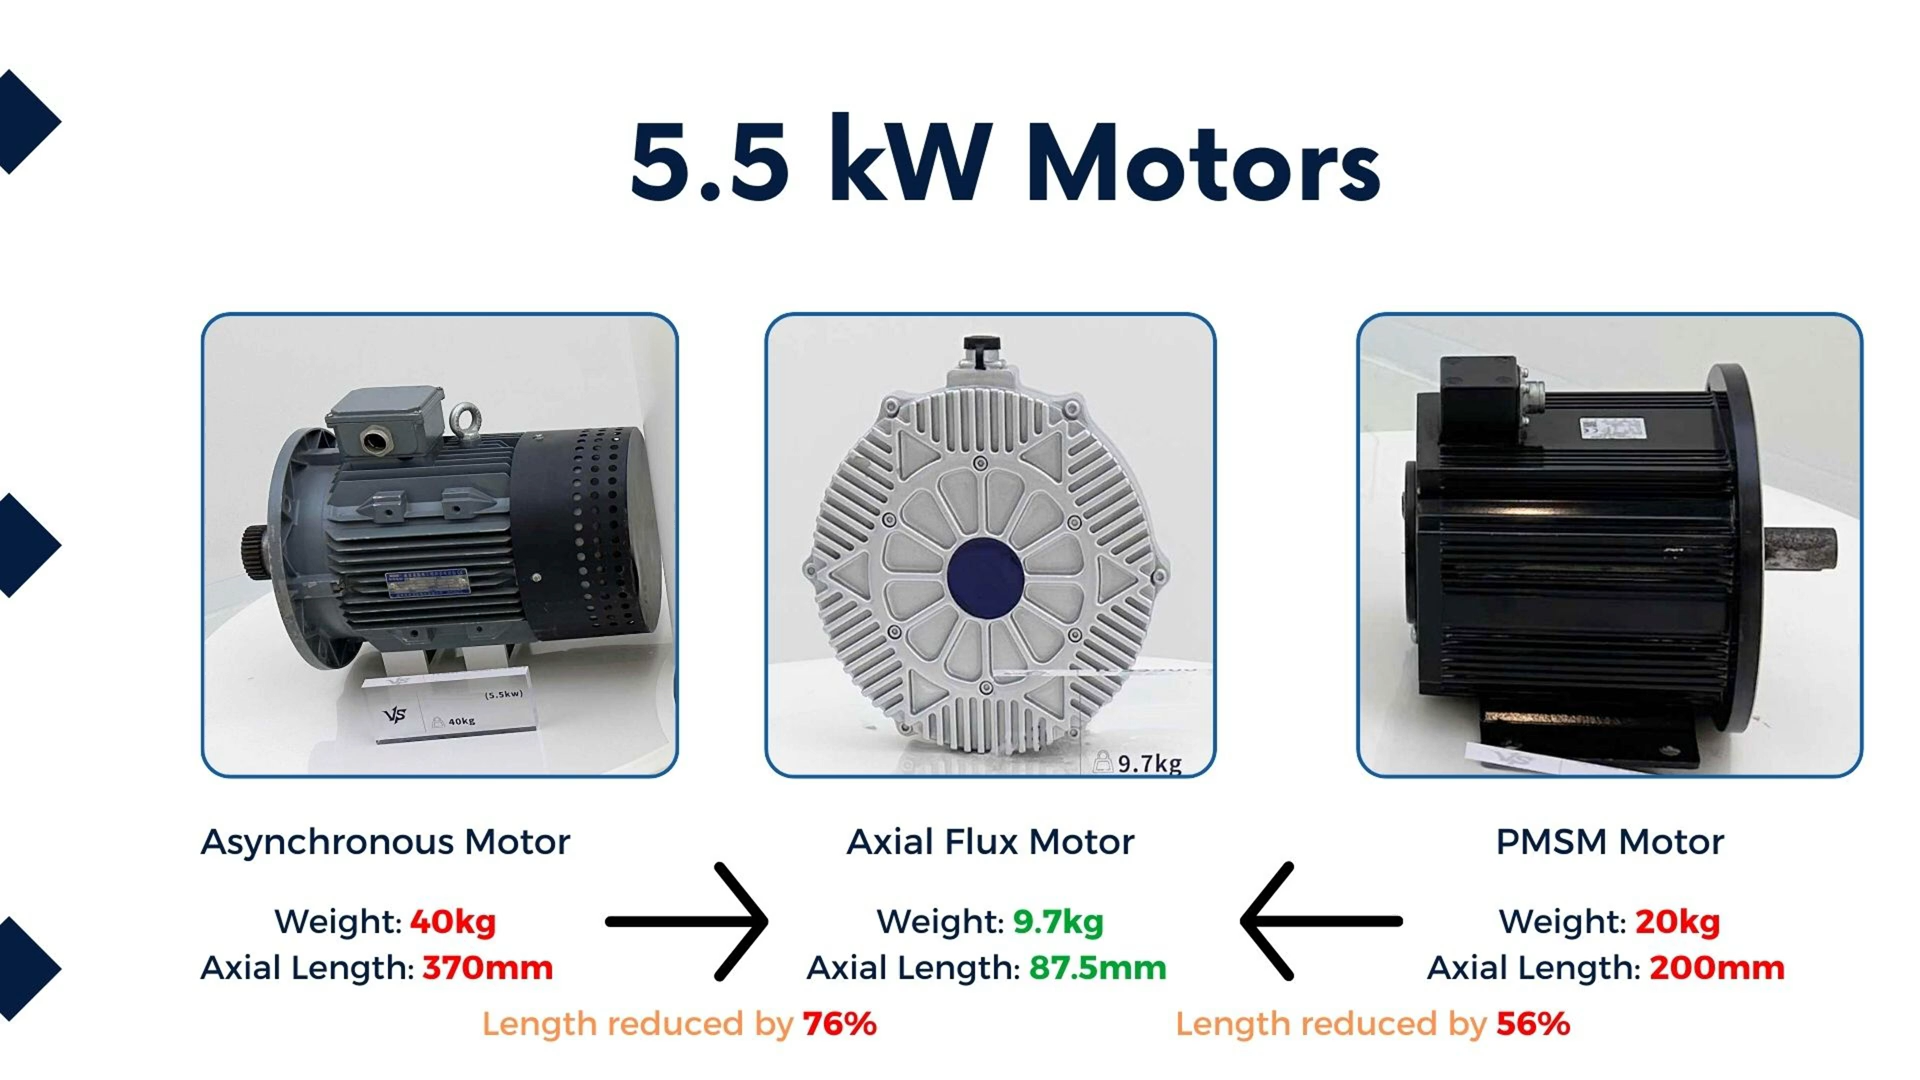 5.5 kW Motors
(5.5kw)
VS
40kg
9.7kg
VS
Asynchronous Motor
Axial Flux Motor
PMSM Motor
Weight: 40kg
Weight: 9.7kg
Weight: 20kg
Axial Length: 370mm
Axial Length: 87.5mm
Axial Length: 200mm
Length reduced by 76%
Length reduced by 56%